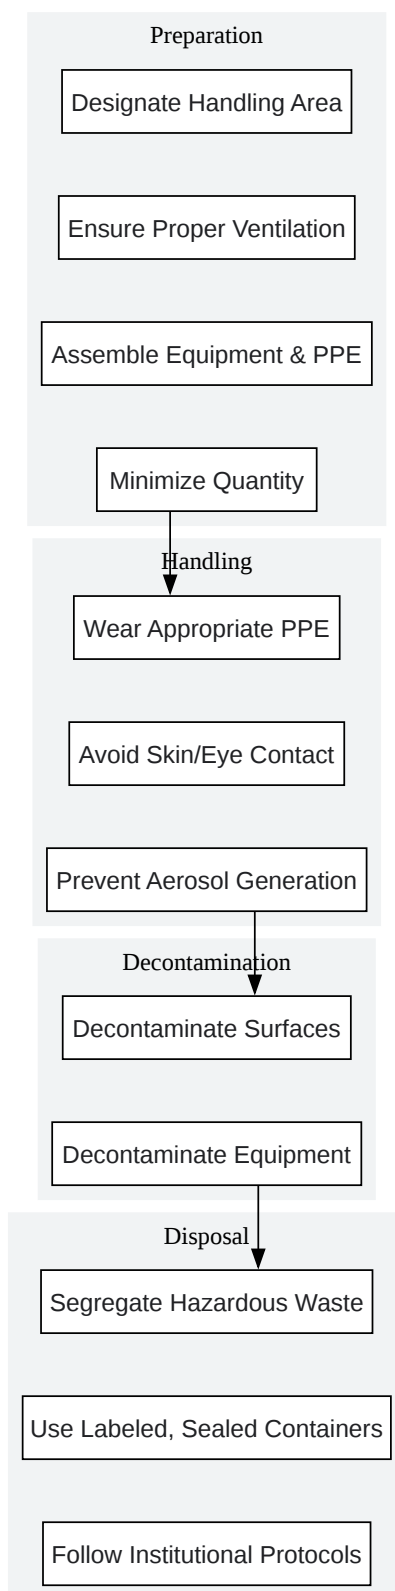 Preparation
Designate Handling Area
Ensure Proper Ventilation
Assemble Equipment & PPE
Minimize Quantity
Handling
Wear Appropriate PPE
Avoid Skin/Eye Contact
Prevent Aerosol Generation
Decontamination
Decontaminate Surfaces
Decontaminate Equipment
Disposal
Segregate Hazardous Waste
Use Labeled, Sealed Containers
Follow Institutional Protocols